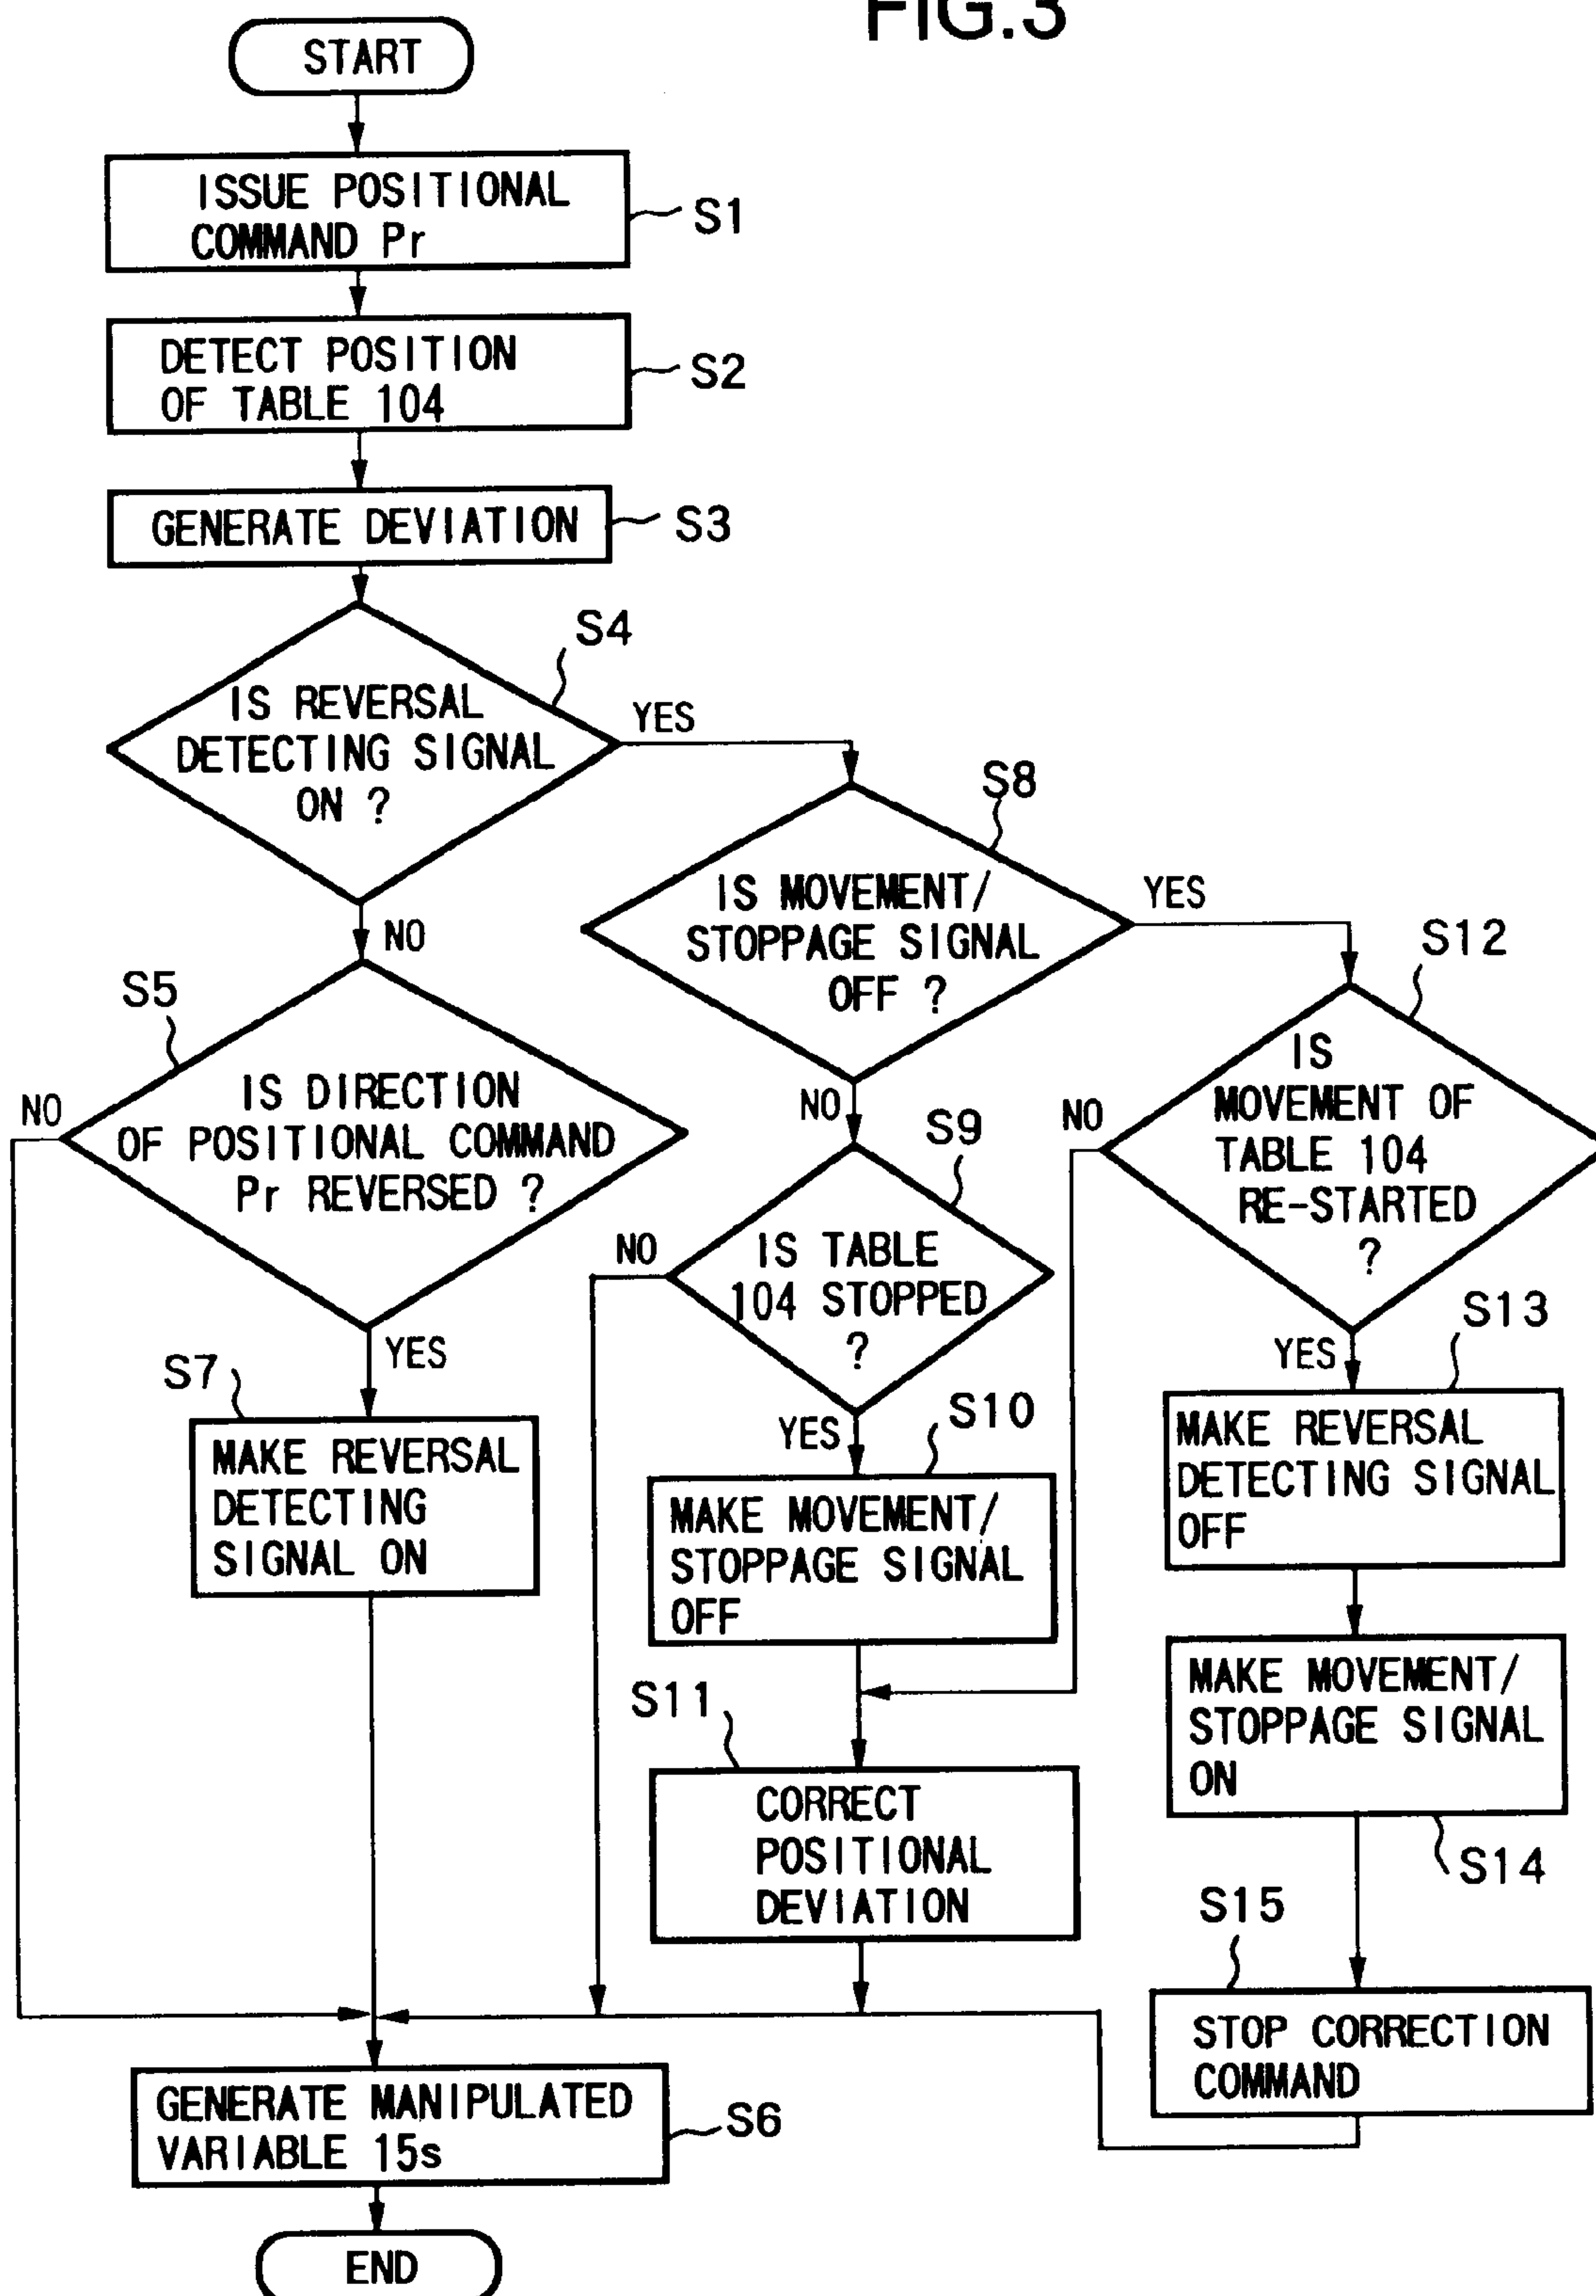 FIG.3
START
ISSUE POSITIONAL
COMMAND Pr
S1
DETECT POSITION
OF TABLE 104
S2
GENERATE DEVIATION
S3
S4
IS REVERSAL
DETECTING SIGNAL
ON ?
YES
NO
S8
IS MOVEMENT/
STOPPAGE SIGNAL
OFF ?
YES
NO
S12
IS
MOVEMENT OF
TABLE 104
RE-STARTED
?
NO
YES
S5
IS DIRECTION
OF POSITIONAL COMMAND
Pr REVERSED ?
NO
YES
S9
IS TABLE
104 STOPPED
?
NO
YES
S7
MAKE REVERSAL
DETECTING
SIGNAL ON
S10
MAKE MOVEMENT/
STOPPAGE SIGNAL
OFF
S13
MAKE REVERSAL
DETECTING SIGNAL
OFF
MAKE MOVEMENT/
STOPPAGE SIGNAL
ON
S14
S11
CORRECT
POSITIONAL
DEVIATION
S15
STOP CORRECTION
COMMAND
GENERATE MANIPULATED
VARIABLE 15s
S6
END